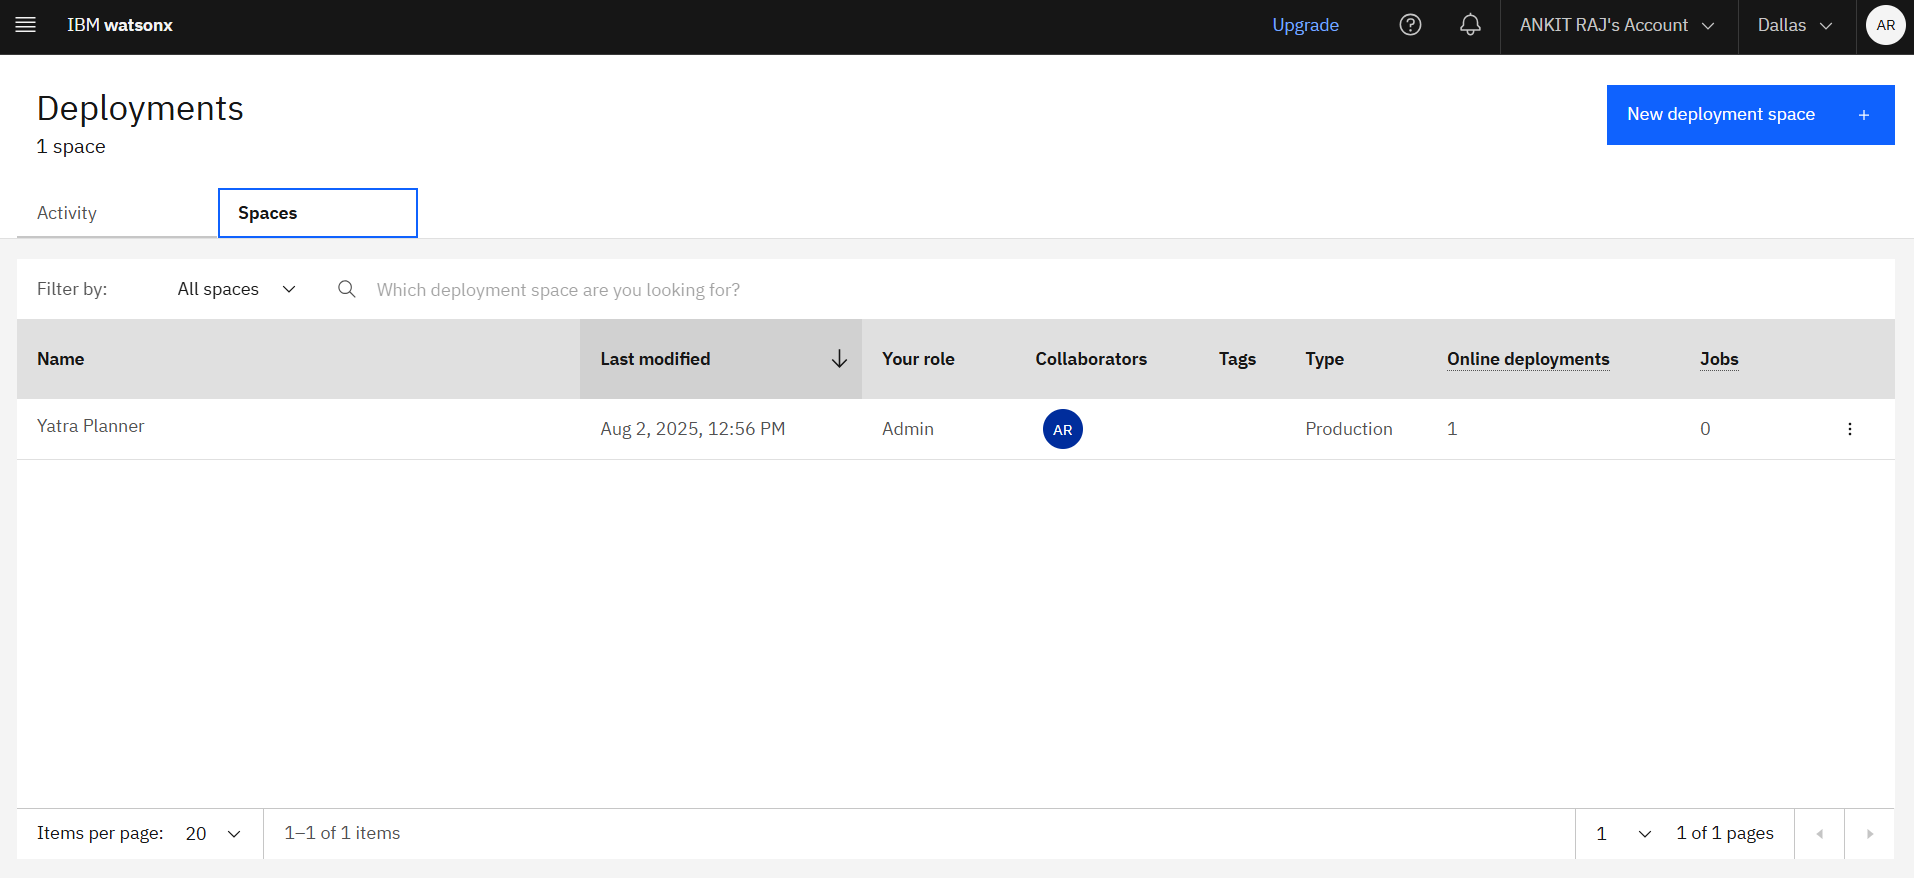 IBM watsonx Upgrade ANKIT RAJ's Account Dallas AR
Deployments
New deployment space +
1 space
Activity Spaces
Filter by: All spaces Which deployment space are you looking for?
Name Last modified Your role Collaborators Tags Type Online deployments Jobs
Yatra Planner Aug 2, 2025, 12:56 PM Admin AR Production 1 0
Items per page: 20 1–1 of 1 items 1 1 of 1 pages